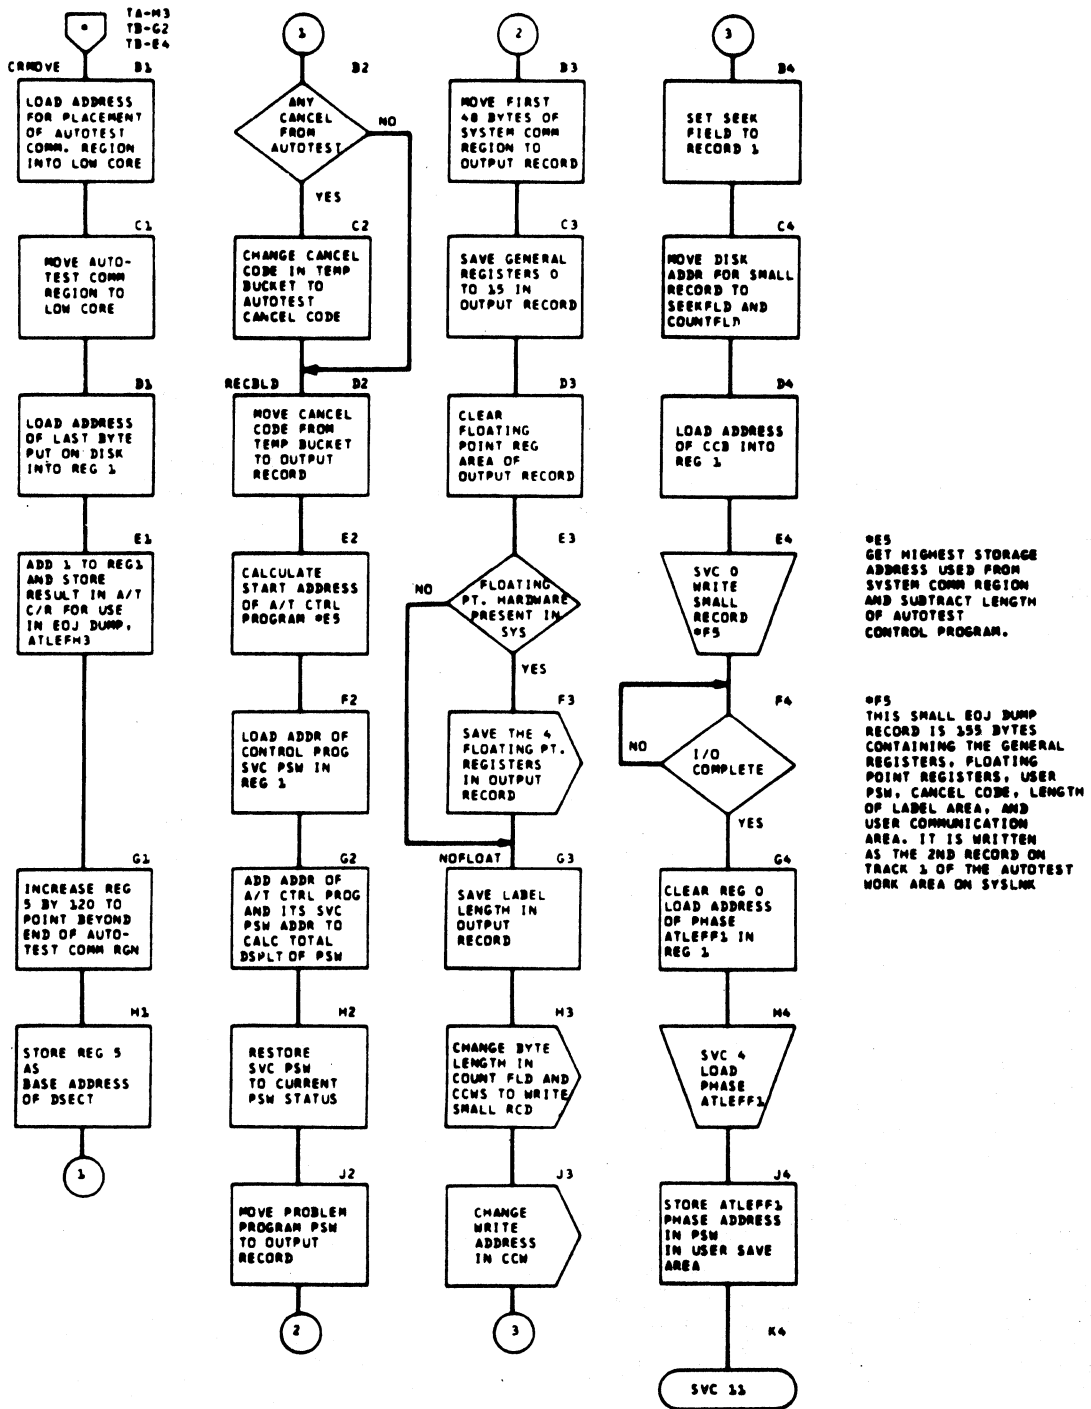 *
TA-M3
TB-G2
TB-E4
CRMOVE
B1
LOAD ADDRESS
FOR PLACEMENT
OF AUTOTEST
COMM. REGION
INTO LOW CORE
C1
MOVE AUTO-
TEST COMM
REGION TO
LOW CORE
D1
LOAD ADDRESS
OF LAST BYTE
PUT ON DISK
INTO REG 1
E1
ADD 1 TO REG1
AND STORE
RESULT IN A/T
C/R FOR USE
IN EOJ DUMP,
ATLEFH3
G1
INCREASE REG
5 BY 120 TO
POINT BEYOND
END OF AUTO-
TEST COMM RGN
H1
STORE REG 5
AS
BASE ADDRESS
OF DSECT
1
1
B2
ANY
CANCEL
FROM
AUTOTEST
NO
YES
C2
CHANGE CANCEL
CODE IN TEMP
BUCKET TO
AUTOTEST
CANCEL CODE
RECBLD
D2
MOVE CANCEL
CODE FROM
TEMP BUCKET
TO OUTPUT
RECORD
E2
CALCULATE
START ADDRESS
OF A/T CTRL
PROGRAM *E5
F2
LOAD ADDR OF
CONTROL PROG
SVC PSW IN
REG 1
G2
ADD ADDR OF
A/T CTRL PROG
AND ITS SVC
PSW ADDR TO
CALC TOTAL
DSPLT OF PSW
H2
RESTORE
SVC PSW
TO CURRENT
PSW STATUS
J2
MOVE PROBLEM
PROGRAM PSW
TO OUTPUT
RECORD
2
2
B3
MOVE FIRST
48 BYTES OF
SYSTEM COMM
REGION TO
OUTPUT RECORD
C3
SAVE GENERAL
REGISTERS 0
TO 15 IN
OUTPUT RECORD
D3
CLEAR
FLOATING
POINT REG
AREA OF
OUTPUT RECORD
E3
NO
FLOATING
PT. HARDWARE
PRESENT IN
SYS
YES
F3
SAVE THE 4
FLOATING PT.
REGISTERS
IN OUTPUT
RECORD
NOFLOAT
G3
SAVE LABEL
LENGTH IN
OUTPUT
RECORD
H3
CHANGE BYTE
LENGTH IN
COUNT FLD AND
CCWS TO WRITE
SMALL RCD
J3
CHANGE
WRITE
ADDRESS
IN CCW
3
3
B4
SET SEEK
FIELD TO
RECORD 1
C4
MOVE DISK
ADDR FOR SMALL
RECORD TO
SEEKFLD AND
COUNTFLD
D4
LOAD ADDRESS
OF CCB INTO
REG 1
E4
SVC 0
WRITE
SMALL
RECORD
*F5
F4
NO
I/O
COMPLETE
YES
G4
CLEAR REG 0
LOAD ADDRESS
OF PHASE
ATLEFF1 IN
REG 1
H4
SVC 4
LOAD
PHASE
ATLEFF1
J4
STORE ATLEFF1
PHASE ADDRESS
IN PSW
IN USER SAVE
AREA
K4
SVC 11
*E5
GET HIGHEST STORAGE
ADDRESS USED FROM
SYSTEM COMM REGION
AND SUBTRACT LENGTH
OF AUTOTEST
CONTROL PROGRAM.
*F5
THIS SMALL EOJ DUMP
RECORD IS 155 BYTES
CONTAINING THE GENERAL
REGISTERS, FLOATING
POINT REGISTERS, USER
PSW, CANCEL CODE, LENGTH
OF LABEL AREA, AND
USER COMMUNICATION
AREA. IT IS WRITTEN
AS THE 2ND RECORD ON
TRACK 1 OF THE AUTOTEST
WORK AREA ON SYSLNK